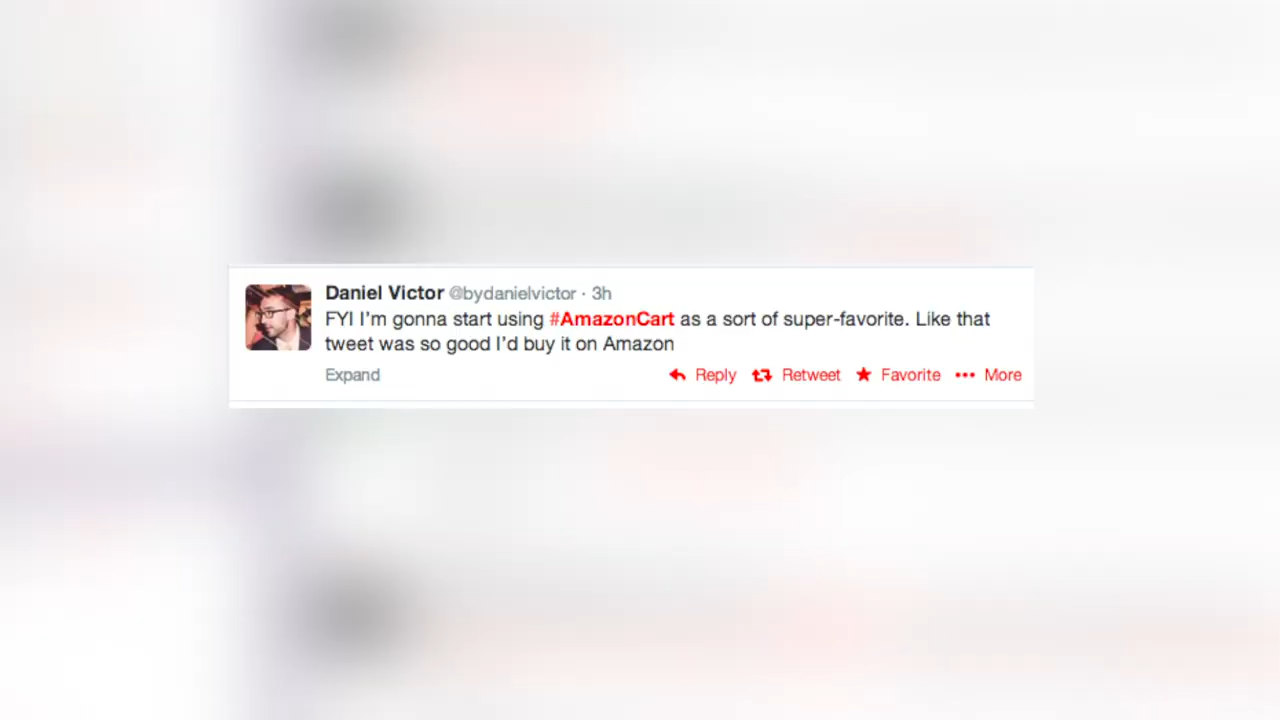 Daniel Victor @bydanielvictor · 3h
FYI I'm gonna start using #AmazonCart as a sort of super-favorite. Like that
tweet was so good I'd buy it on Amazon
Expand Reply Retweet Favorite More